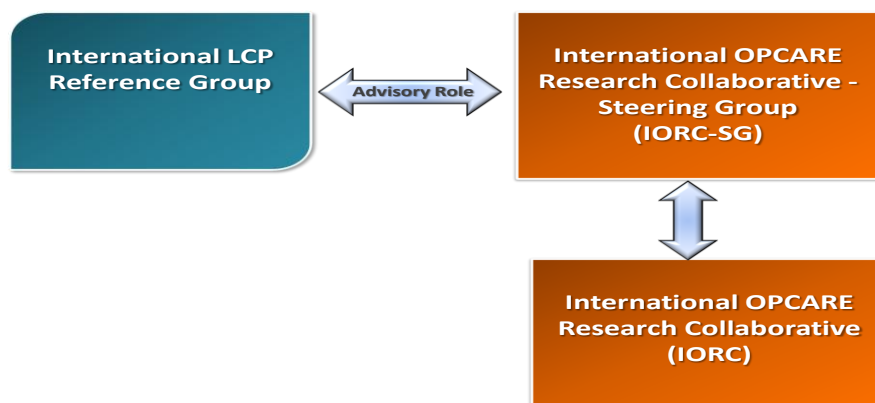 International LCP
Reference Group
Advisory Role
International OPCARE
Research Collaborative -
Steering Group
(IORC-SG)
International OPCARE
Research Collaborative
(IORC)